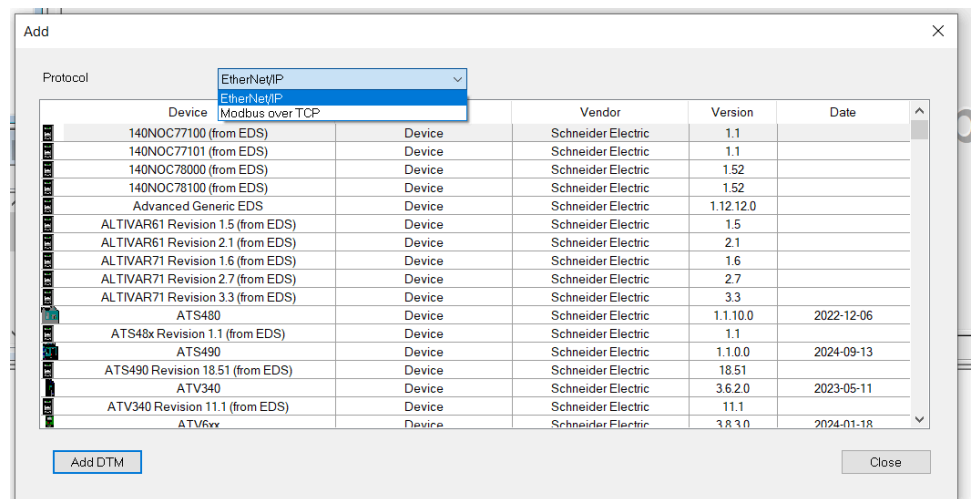 Add
Protocol EtherNet/IP
EtherNet/IP
Modbus over TCP
Device Vendor Version Date
140NOC77100 (from EDS) Device Schneider Electric 1.1
140NOC77101 (from EDS) Device Schneider Electric 1.1
140NOC78000 (from EDS) Device Schneider Electric 1.52
140NOC78100 (from EDS) Device Schneider Electric 1.52
Advanced Generic EDS Device Schneider Electric 1.12.12.0
ALTIVAR61 Revision 1.5 (from EDS) Device Schneider Electric 1.5
ALTIVAR61 Revision 2.1 (from EDS) Device Schneider Electric 2.1
ALTIVAR71 Revision 1.6 (from EDS) Device Schneider Electric 1.6
ALTIVAR71 Revision 2.7 (from EDS) Device Schneider Electric 2.7
ALTIVAR71 Revision 3.3 (from EDS) Device Schneider Electric 3.3
ATS480 Device Schneider Electric 1.1.10.0 2022-12-06
ATS48x Revision 1.1 (from EDS) Device Schneider Electric 1.1
ATS490 Device Schneider Electric 1.1.0.0 2024-09-13
ATS490 Revision 18.51 (from EDS) Device Schneider Electric 18.51
ATV340 Device Schneider Electric 3.6.2.0 2023-05-11
ATV340 Revision 11.1 (from EDS) Device Schneider Electric 11.1
ATV6xx Device Schneider Electric 3.8.3.0 2024-01-18
Add DTM Close